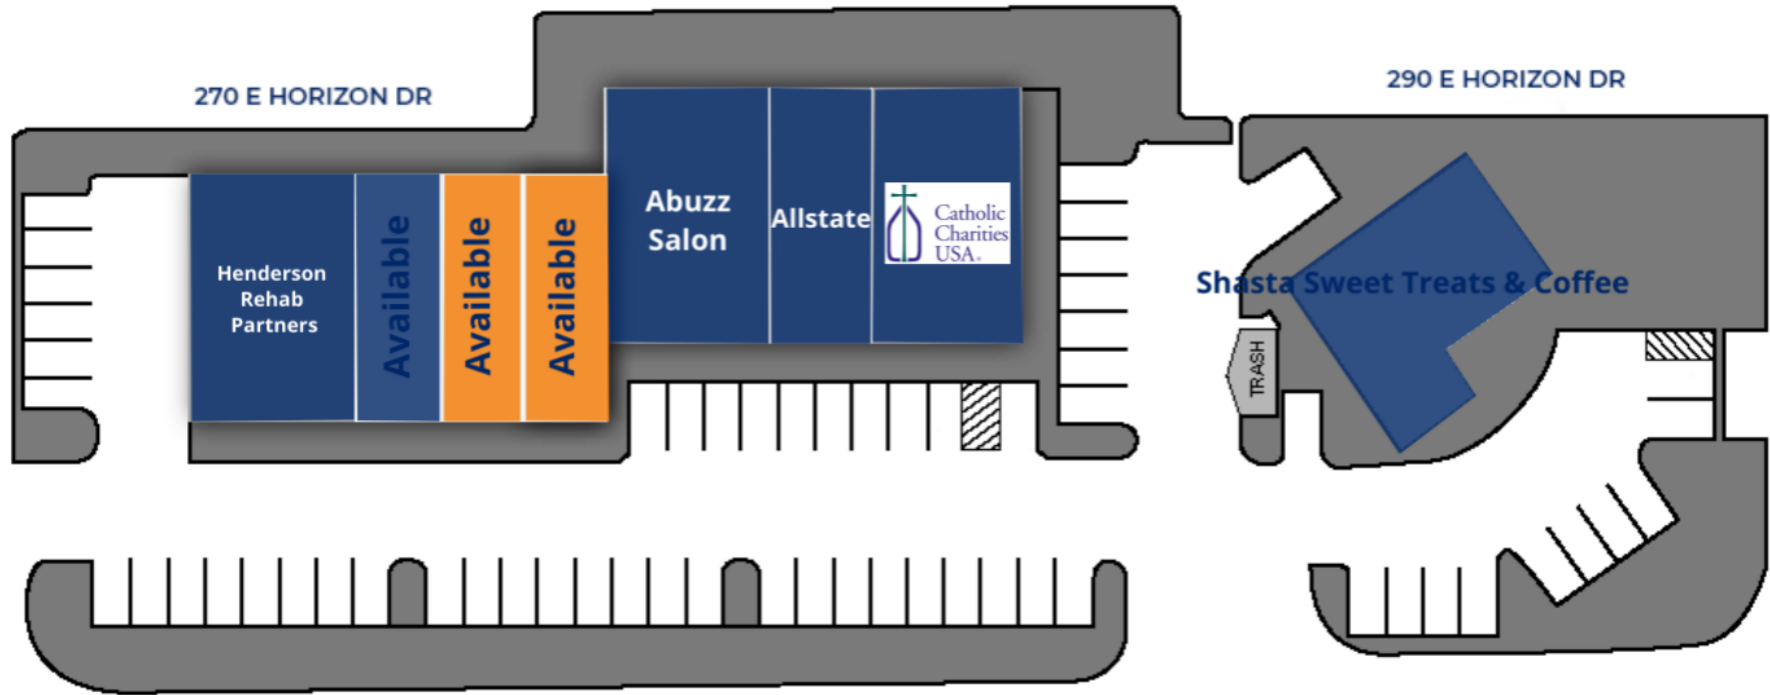 270 E HORIZON DR
290 E HORIZON DR
Henderson
Rehab
Partners
Available
Available
Available
Abuzz
Salon
Allstate
Catholic
Charities
USA.
Shasta Sweet Treats & Coffee
TRASH